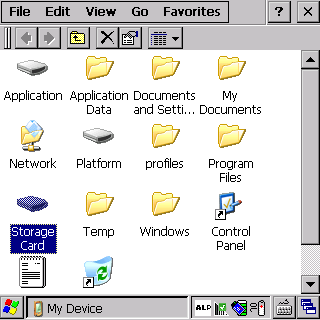 File Edit View Go Favorites ? ×
Application
Application Data
Documents and Setti...
My Documents
Network
Platform
profiles
Program Files
Storage Card
Temp
Windows
Control Panel
My Device
ALP